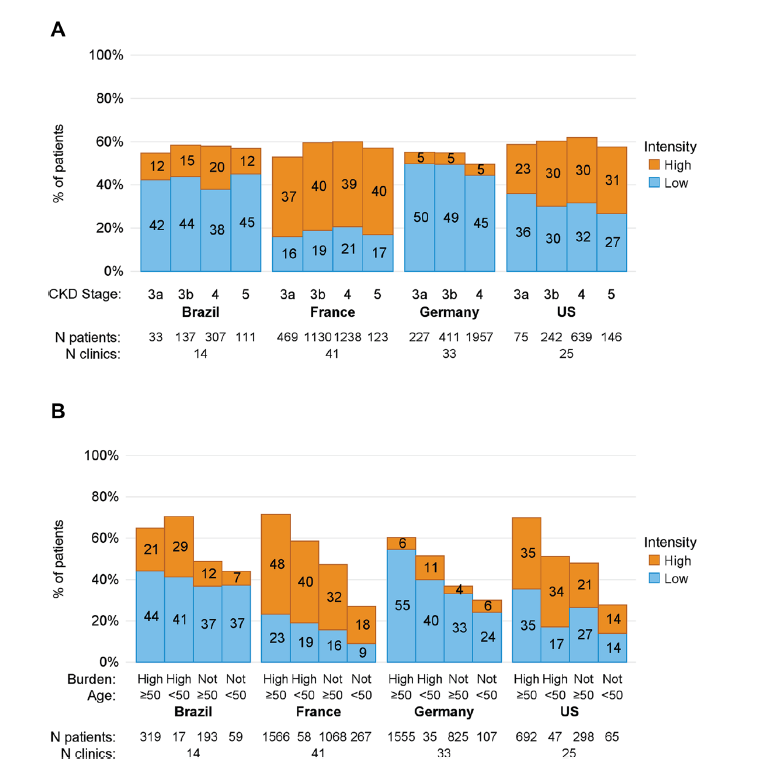 A
100%
80%
60%
40%
20%
0%
% of patients
12 15 20 12 37 40 39 40 5 5 5 23 30 30 31
42 44 38 45 16 19 21 17 50 49 45 36 30 32 27
Intensity
High
Low
CKD Stage: 3a 3b 4 5 3a 3b 4 5 3a 3b 4 3a 3b 4 5
Brazil France Germany US
N patients: 33 137 307 111 469 1130 1238 123 227 411 1957 75 242 639 146
N clinics: 14 41 33 25
B
100%
80%
60%
40%
20%
0%
% of patients
21 29 12 7 48 40 32 18 6 11 4 6 35 34 21 14
44 41 37 37 23 19 16 9 55 40 33 24 35 17 27 14
Intensity
High
Low
Burden: High High Not Not High High Not Not High High Not Not High High Not Not
Age: ≥50 <50 ≥50 <50 ≥50 <50 ≥50 <50 ≥50 <50 ≥50 <50 ≥50 <50 ≥50 <50
Brazil France Germany US
N patients: 319 17 193 59 1566 58 1068 267 1555 35 825 107 692 47 298 65
N clinics: 14 41 33 25